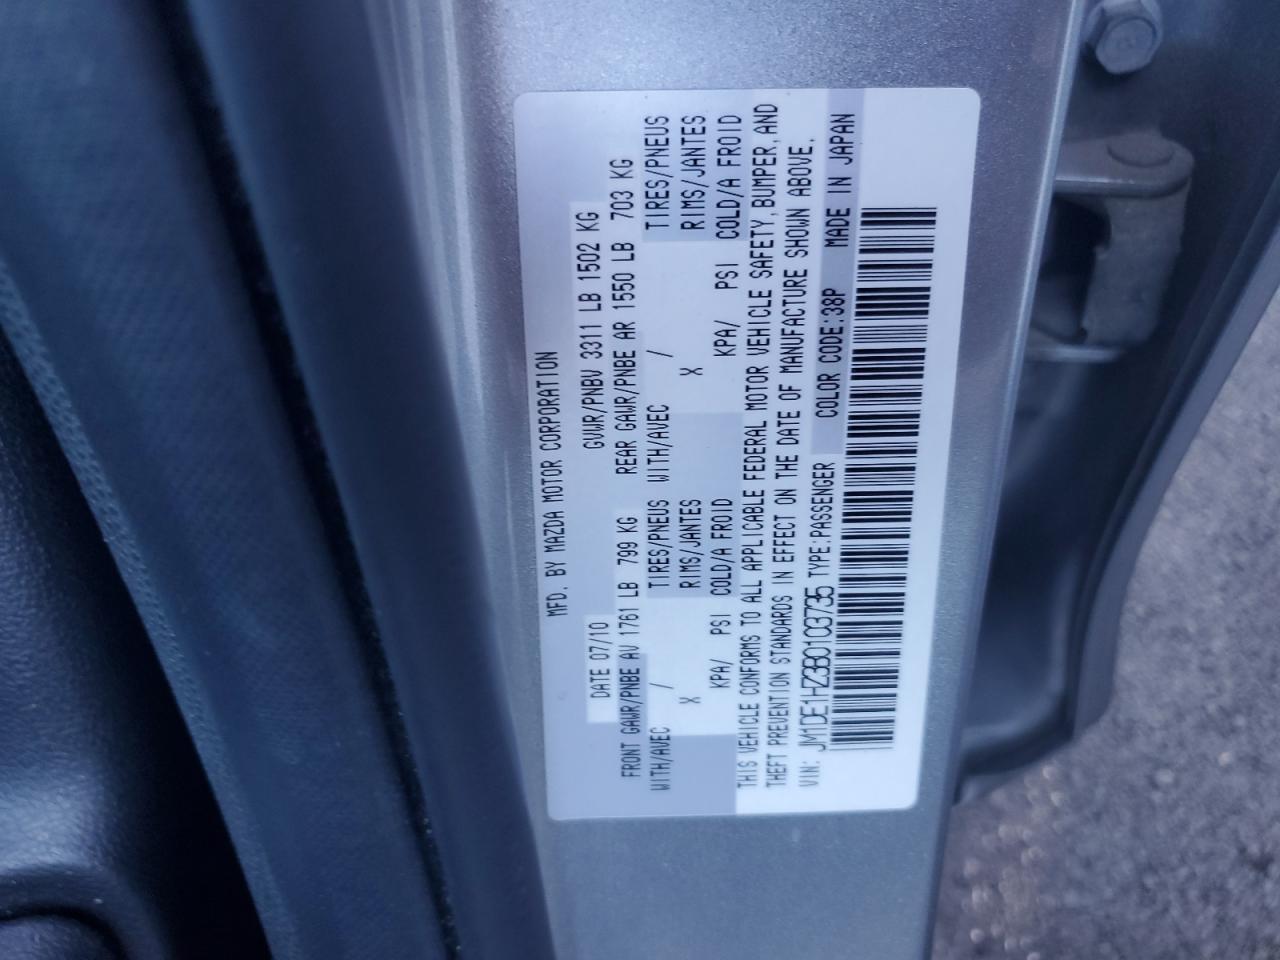 MFD. BY MAZDA MOTOR CORPORATION
DATE 07/10 GVWR/PNBV 3311 LB 1502 KG
FRONT GAWR/PNBE AV 1761 LB 799 KG REAR GAWR/PNBE AR 1550 LB 703 KG
WITH/AVEC / TIRES/PNEUS WITH/AVEC / TIRES/PNEUS
X RIMS/JANTES X RIMS/JANTES
KPA/ PSI COLD/A FROID KPA/ PSI COLD/A FROID
THIS VEHICLE CONFORMS TO ALL APPLICABLE FEDERAL MOTOR VEHICLE SAFETY,BUMPER,AND
THEFT PREVENTION STANDARDS IN EFFECT ON THE DATE OF MANUFACTURE SHOWN ABOVE.
VIN: JM1DE1HZ3B0103735 TYPE:PASSENGER COLOR CODE:38P MADE IN JAPAN